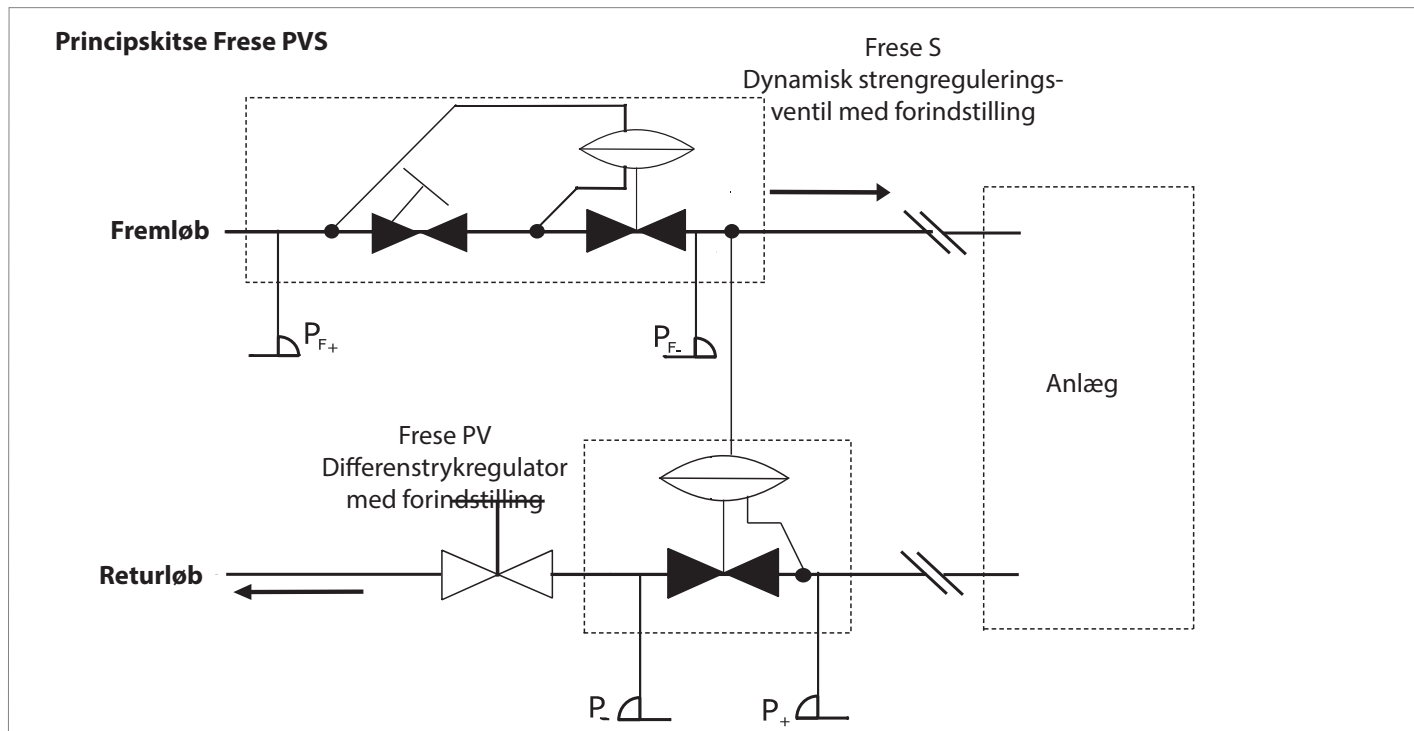 Principskitse Frese PVS
Frese S
Dynamisk strengregulerings-
ventil med forindstilling
Fremløb
PF+
PF-
Anlæg
Frese PV
Differenstrykregulator
med forindstilling
Returløb
P-
P+